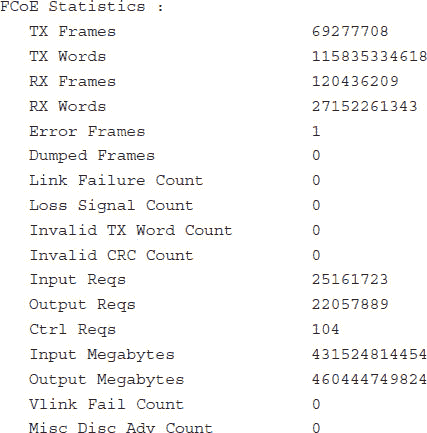 FCoE Statistics :
TX Frames 69277708
TX Words 115835334618
RX Frames 120436209
RX Words 27152261343
Error Frames 1
Dumped Frames 0
Link Failure Count 0
Loss Signal Count 0
Invalid TX Word Count 0
Invalid CRC Count 0
Input Reqs 25161723
Output Reqs 22057889
Ctrl Reqs 104
Input Megabytes 431524814454
Output Megabytes 460444749824
Vlink Fail Count 0
Misc Disc Adv Count 0